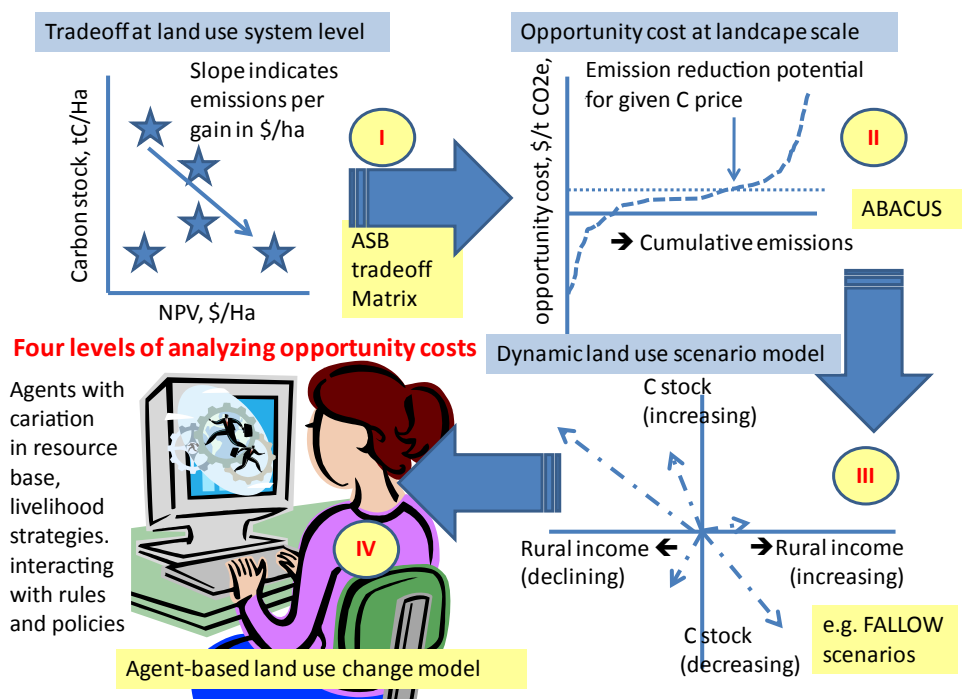 Tradeoff at land use system level
Slope indicates
emissions per
gain in $/ha
Carbon stock, tC/Ha
NPV, $/Ha
I
ASB
tradeoff
Matrix
Opportunity cost at landscape scale
Emission reduction potential
for given C price
opportunity cost, $/t CO2e,
➔ Cumulative emissions
II
ABACUS
Dynamic land use scenario model
C stock
(increasing)
III
Rural income 🡰
(declining)
➔ Rural income
(increasing)
C stock
(decreasing)
e.g. FALLOW
scenarios
Four levels of analyzing opportunity costs
Agents with
cariation
in resource
base,
livelihood
strategies.
interacting
with rules
and policies
IV
Agent-based land use change model